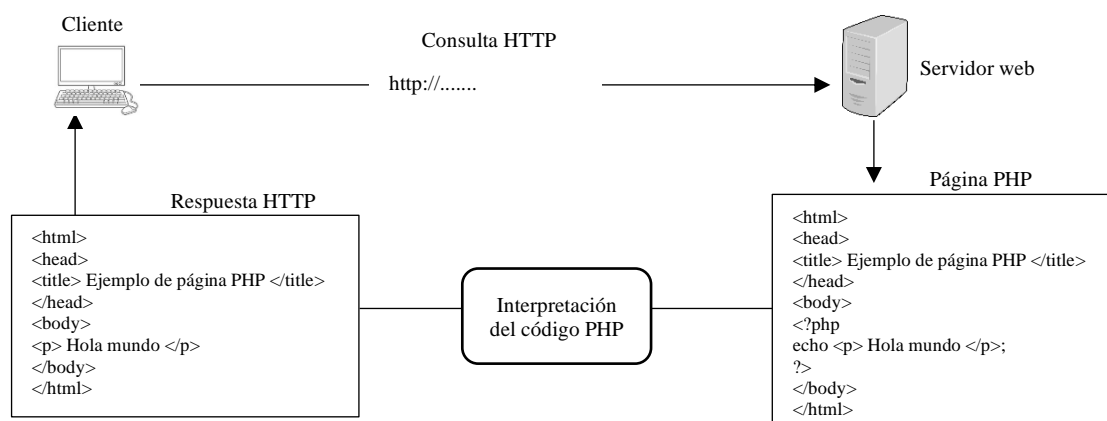 Cliente
Consulta HTTP
http://.......
Servidor web
Respuesta HTTP
<html>
<head>
<title> Ejemplo de página PHP </title>
</head>
<body>
<p> Hola mundo </p>
</body>
</html>
Interpretación
del código PHP
Página PHP
<html>
<head>
<title> Ejemplo de página PHP </title>
</head>
<body>
<?php
echo <p> Hola mundo </p>;
?>
</body>
</html>